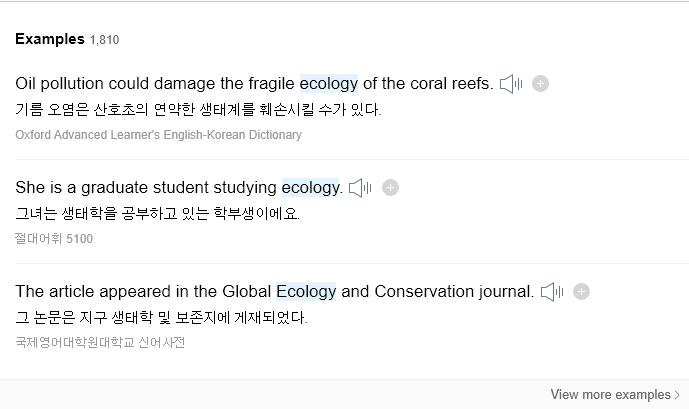 Examples 1,810
Oil pollution could damage the fragile ecology of the coral reefs.
기름 오염은 산호초의 연약한 생태계를 훼손시킬 수가 있다.
Oxford Advanced Learner's English-Korean Dictionary
She is a graduate student studying ecology.
그녀는 생태학을 공부하고 있는 학부생이에요.
절대어휘 5100
The article appeared in the Global Ecology and Conservation journal.
그 논문은 지구 생태학 및 보존지에 게재되었다.
국제영어대학원대학교 신어사전
View more examples